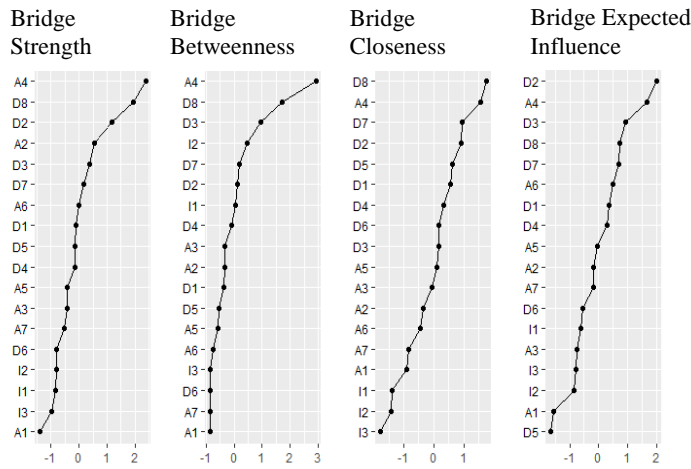 Bridge
Strength
A4
D8
D2
A2
D3
D7
A6
D1
D5
D4
A5
A3
A7
D6
I2
I1
I3
A1
-1 0 1 2
Bridge
Betweenness
A4
D8
D3
I2
D7
D2
I1
D4
A3
A2
D1
D5
A5
A6
I3
D6
A7
A1
-1 0 1 2 3
Bridge
Closeness
D8
A4
D7
D2
D5
D1
D4
D6
D3
A5
A3
A2
A6
A7
A1
I1
I2
I3
-1 0 1
Bridge Expected
Influence
D2
A4
D3
D8
D7
A6
D1
D4
A5
A2
A7
D6
I1
A3
I3
I2
A1
D5
-1 0 1 2